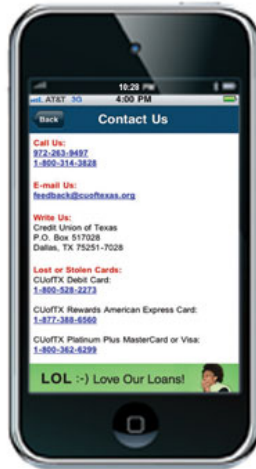 10:28 PM
AT&T 3G
4:00 PM
Back
Contact Us
Call Us:
972-263-9497
1-800-314-3828
E-mail Us:
feedback@cuoftexas.org
Write Us:
Credit Union of Texas
P.O. Box 517028
Dallas, TX 75251-7028
Lost or Stolen Cards:
CUofTX Debit Card:
1-800-528-2273
CUofTX Rewards American Express Card:
1-877-388-6560
CUofTX Platinum Plus MasterCard or Visa:
1-800-362-6299
LOL :-) Love Our Loans!